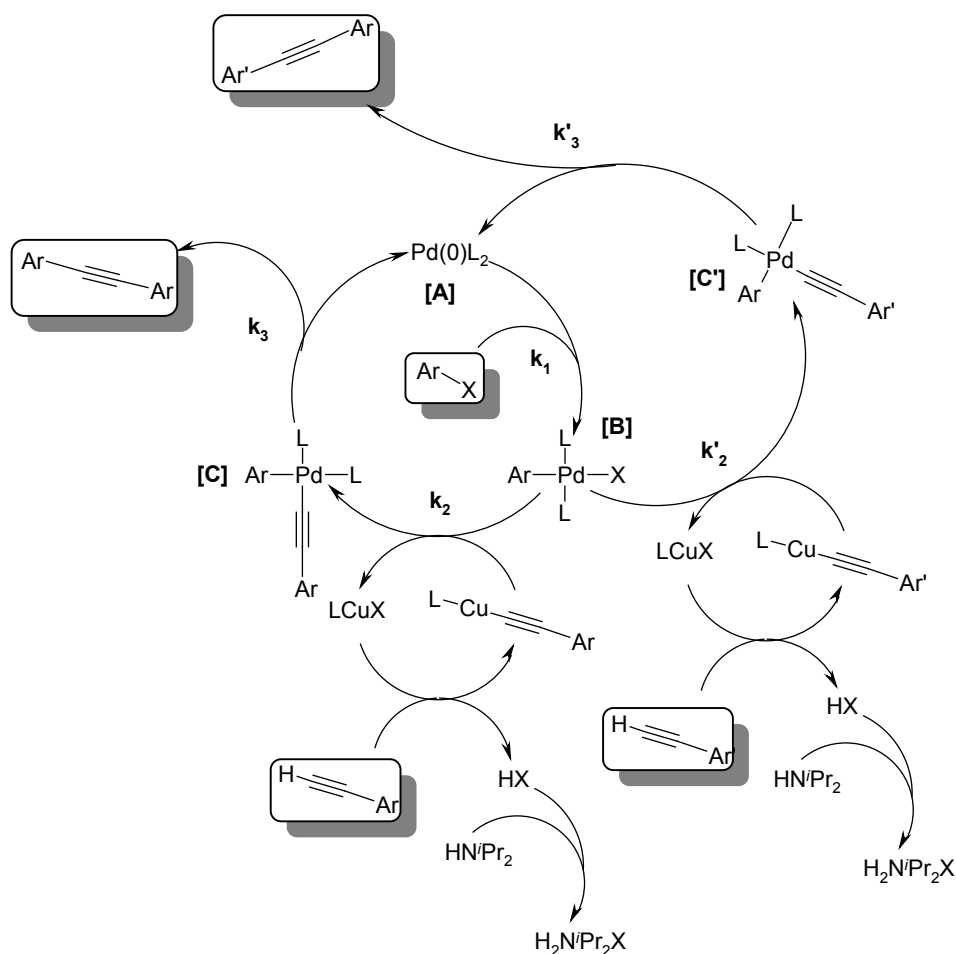 Ar
Ar'
k'3
L
L
Pd
Ar
Ar'
[C']
Pd(0)L2
[A]
Ar
Ar
k3
k1
Ar
X
[B]
L
Ar Pd X
L
k'2
[C]
L
Ar Pd L
Ar
k2
LCuX
L Cu
Ar
LCuX
L Cu
Ar'
H
Ar
HX
HNiPr2
H2NiPr2X
H
Ar'
HX
HNiPr2
H2NiPr2X